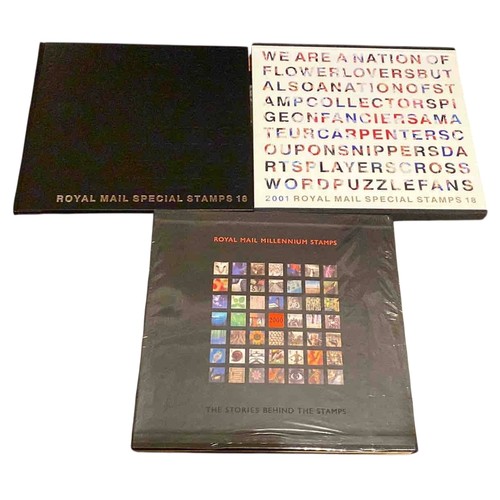 ROYAL MAIL SPECIAL STAMPS 18
WE ARE A NATION OF
FLOWERLOVERSBUT
ALSOANATIONOFST
AMPCOLLECTORSPI
GEONFANCIERSAMA
TEURCARPENTERSC
OUPONSNIPPERSDA
RTSPLAYERSCROSS
WORDPUZZLEFANS
2001 ROYAL MAIL SPECIAL STAMPS 18
ROYAL MAIL MILLENNIUM STAMPS
THE STORIES BEHIND THE STAMPS